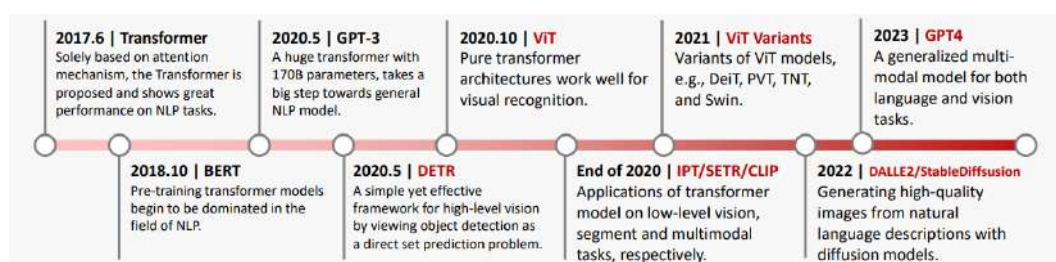 2017.6 | Transformer
Solely based on attention
mechanism, the Transformer is
proposed and shows great
performance on NLP tasks.
2020.5 | GPT-3
A huge transformer with
170B parameters, takes a
big step towards general
NLP model.
2020.10 | ViT
Pure transformer
architectures work well for
visual recognition.
2021 | ViT Variants
Variants of ViT models,
e.g., DeiT, PVT, TNT,
and Swin.
2023 | GPT4
A generalized multi-
modal model for both
language and vision
tasks.
2018.10 | BERT
Pre-training transformer models
begin to be dominated in the
field of NLP.
2020.5 | DETR
A simple yet effective
framework for high-level vision
by viewing object detection as
a direct set prediction problem.
End of 2020 | IPT/SETR/CLIP
Applications of transformer
model on low-level vision,
segment and multimodal
tasks, respectively.
2022 | DALLE2/StableDiffsusion
Generating high-quality
images from natural
language descriptions with
diffusion models.